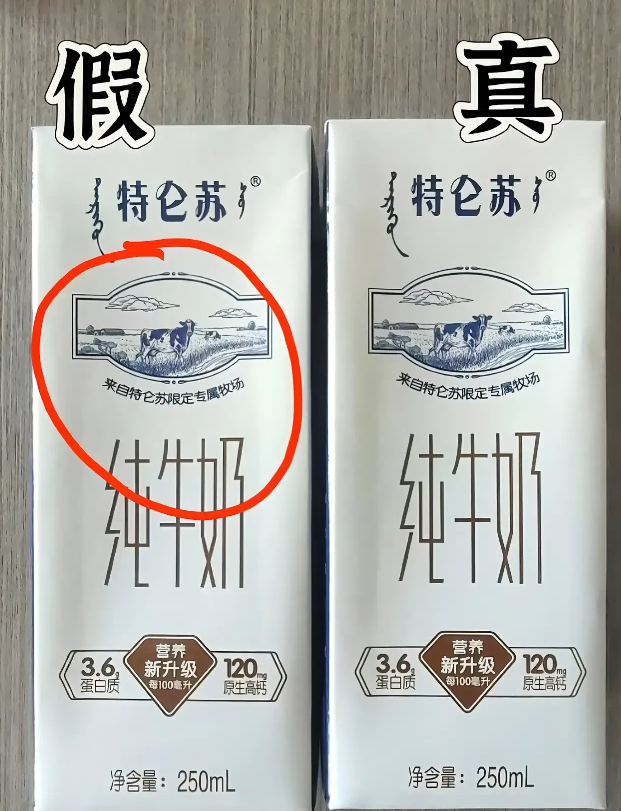 假
真
ᠳᠡᠯᠦᠨ 特仑苏®
来自特仑苏限定专属牧场
纯牛奶
3.6g
蛋白质
营养
新升级
每100毫升
120mg
原生高钙
净含量：250mL
特仑苏®
来自特仑苏限定专属牧场
纯牛奶
3.6g
蛋白质
营养
新升级
每100毫升
120mg
原生高钙
净含量：250mL